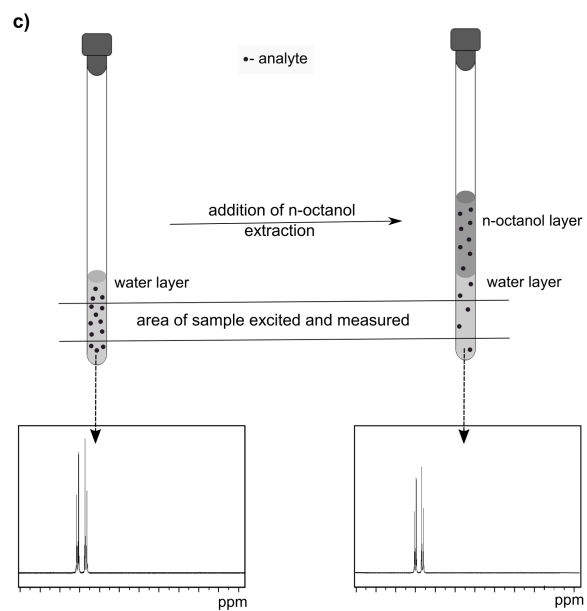 c)
•- analyte
addition of n-octanol
extraction
n-octanol layer
water layer
water layer
area of sample excited and measured
ppm
ppm